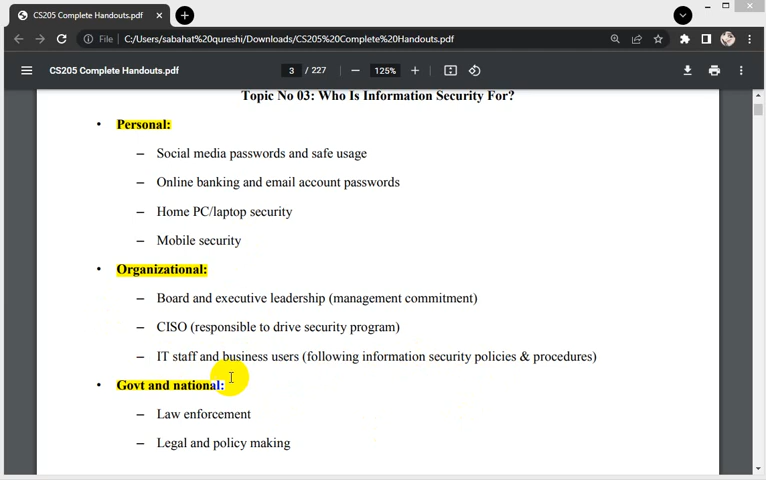 CS205 Complete Handouts.pdf
File C:/Users/sabahat%20qureshi/Downloads/CS205%20Complete%20Handouts.pdf
CS205 Complete Handouts.pdf 3 / 227 125%
Topic No 03: Who Is Information Security For?
• Personal:
– Social media passwords and safe usage
– Online banking and email account passwords
– Home PC/laptop security
– Mobile security
• Organizational:
– Board and executive leadership (management commitment)
– CISO (responsible to drive security program)
– IT staff and business users (following information security policies & procedures)
• Govt and national:
– Law enforcement
– Legal and policy making